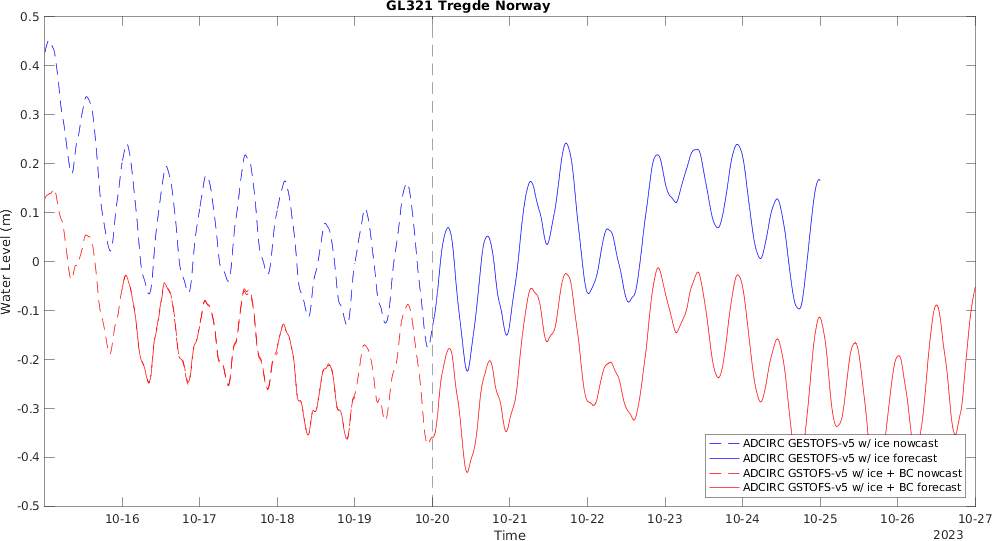 GL321 Tregde Norway
0.5
0.4
0.3
0.2
0.1
0
-0.1
-0.2
-0.3
-0.4
-0.5
Water Level (m)
ADCIRC GESTOFS-v5 w/ ice nowcast
ADCIRC GESTOFS-v5 w/ ice forecast
ADCIRC GSTOFS-v5 w/ ice + BC nowcast
ADCIRC GSTOFS-v5 w/ ice + BC forecast
10-16 10-17 10-18 10-19 10-20 10-21 10-22 10-23 10-24 10-25 10-26 10-27
Time
2023